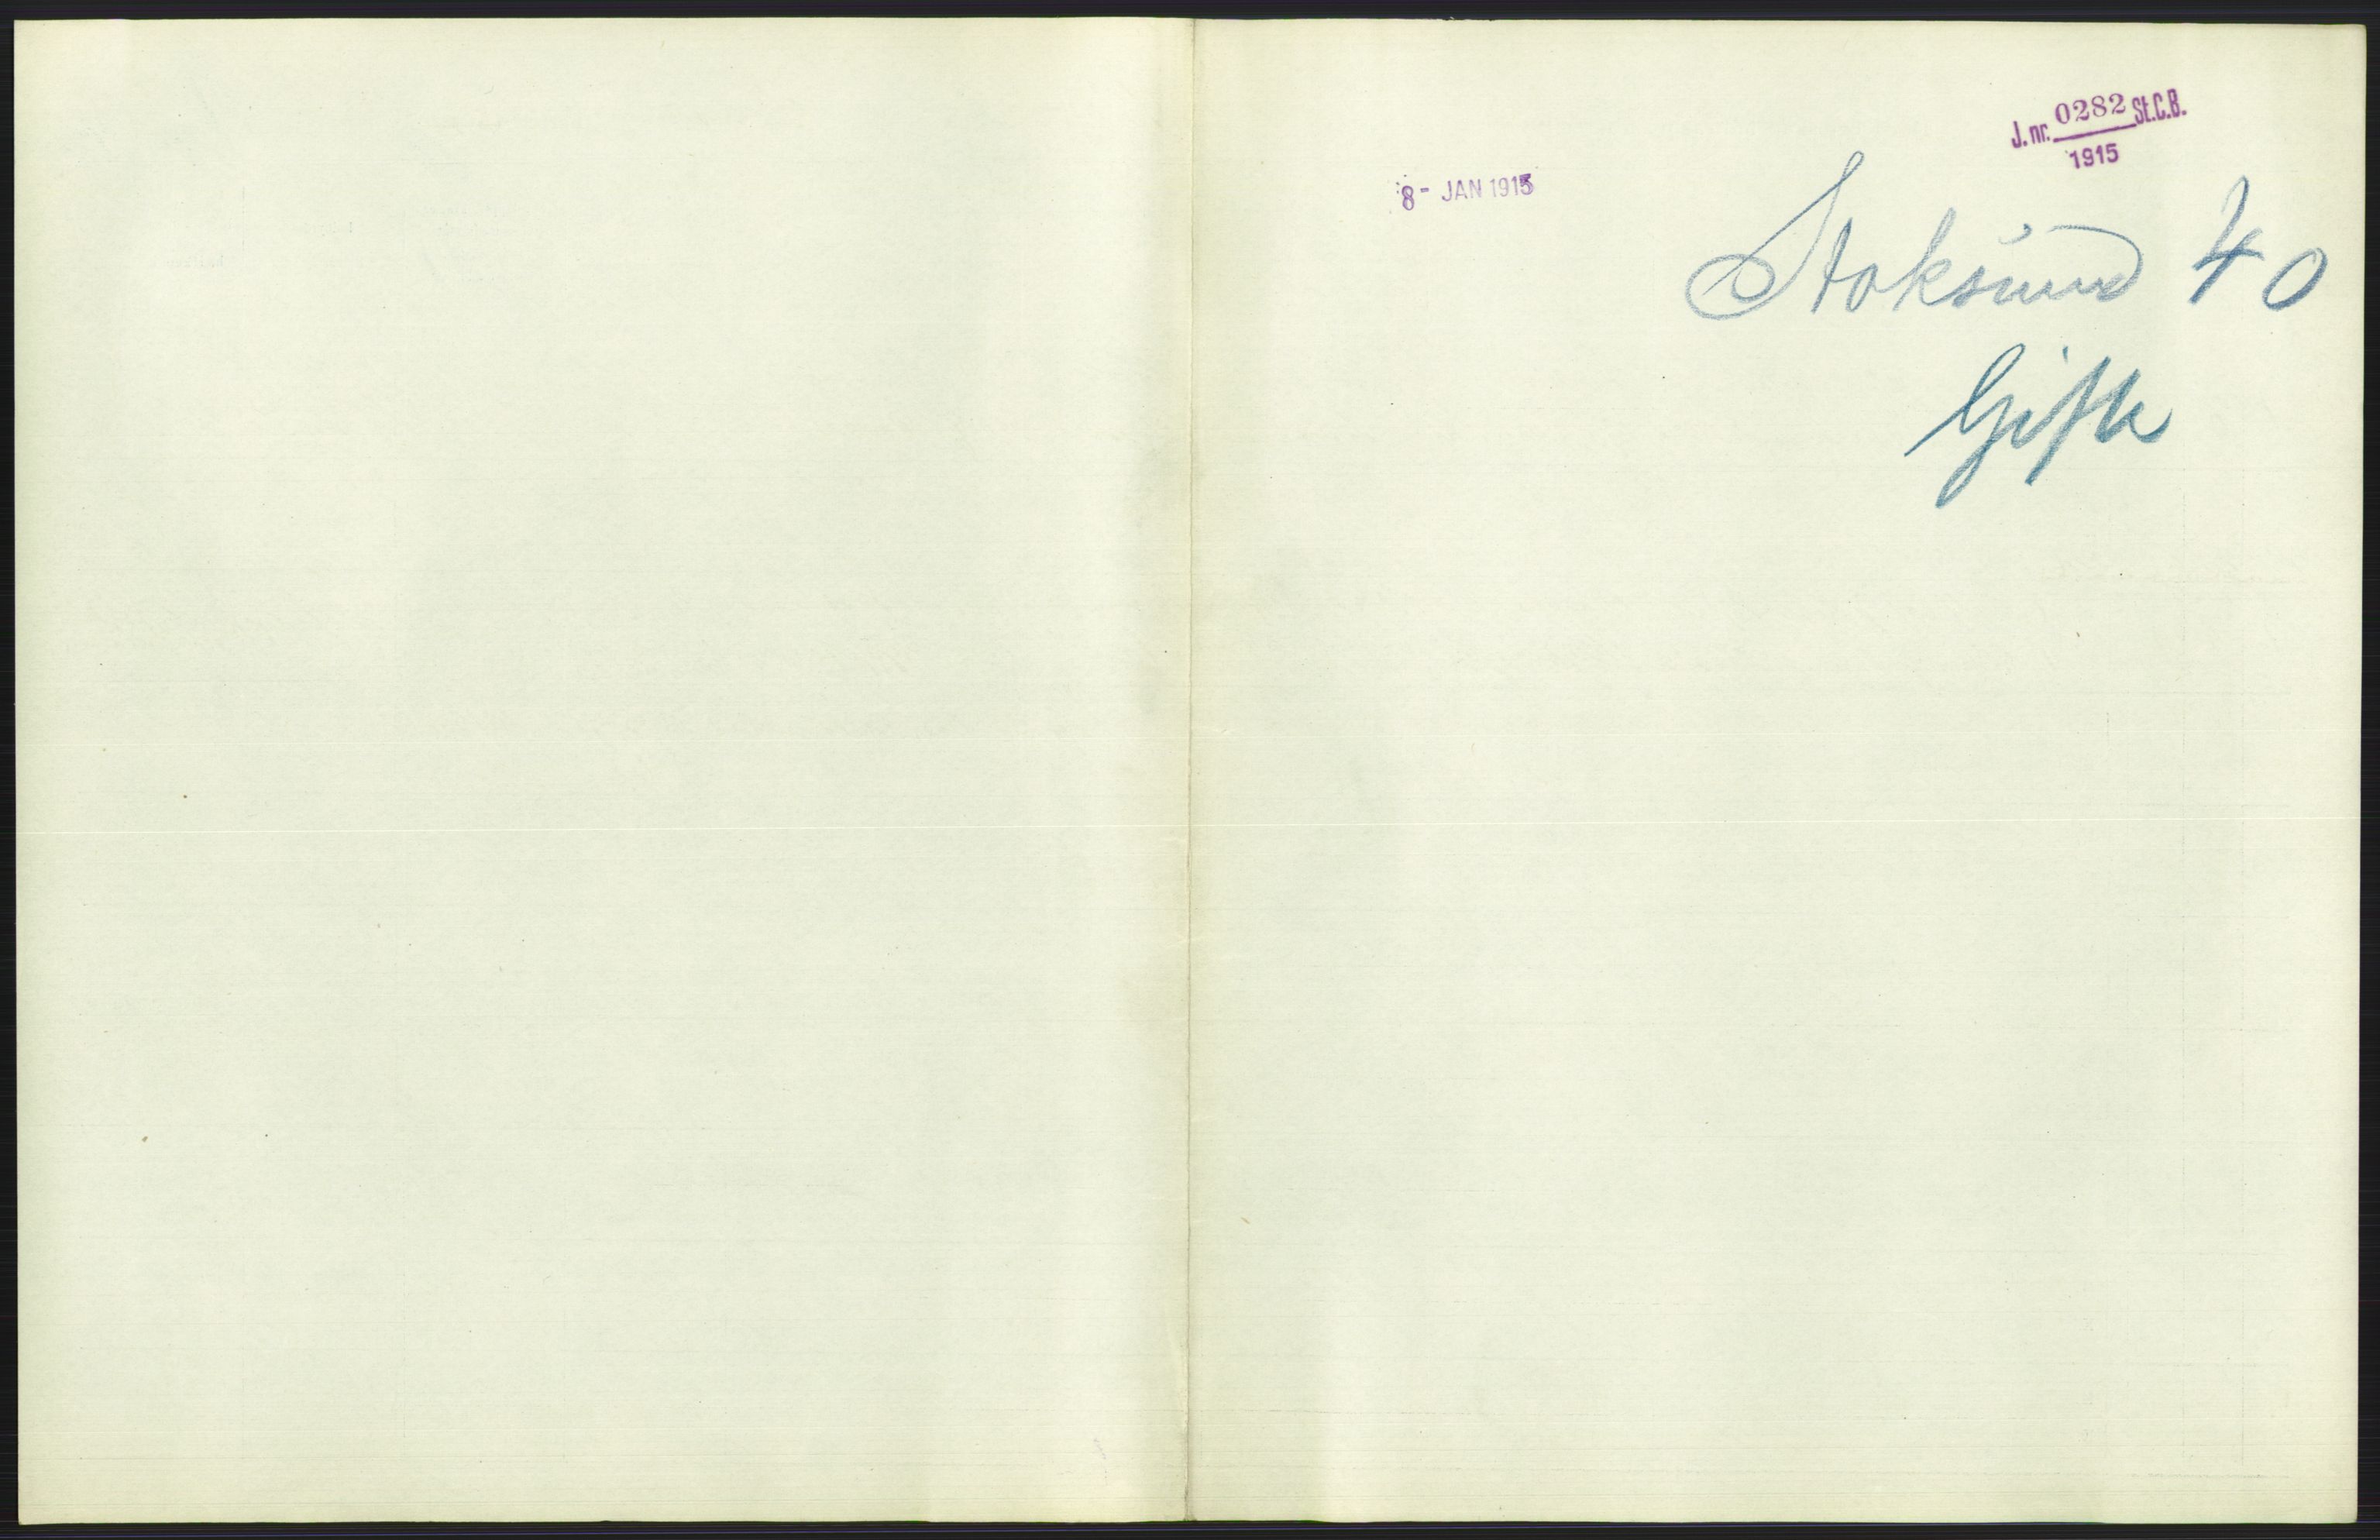 J. nr. 0282 St.C.B.
1915
8 - JAN 1915
Stoksund 40
Gifte